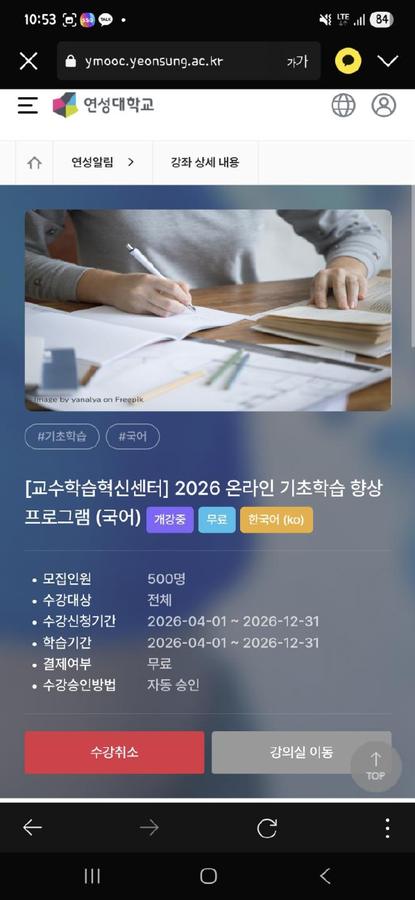 10:53
SSG
TALK
LTE
84
ymooc.yeonsung.ac.kr
가가
연성대학교
연성알림 >
강좌 상세 내용
Image by yanalya on Freepik
#기초학습 #국어
[교수학습혁신센터] 2026 온라인 기초학습 향상
프로그램 (국어) 개강중 무료 한국어 (ko)
• 모집인원 500명
• 수강대상 전체
• 수강신청기간 2026-04-01 ~ 2026-12-31
• 학습기간 2026-04-01 ~ 2026-12-31
• 결제여부 무료
• 수강승인방법 자동 승인
수강취소 강의실 이동
TOP